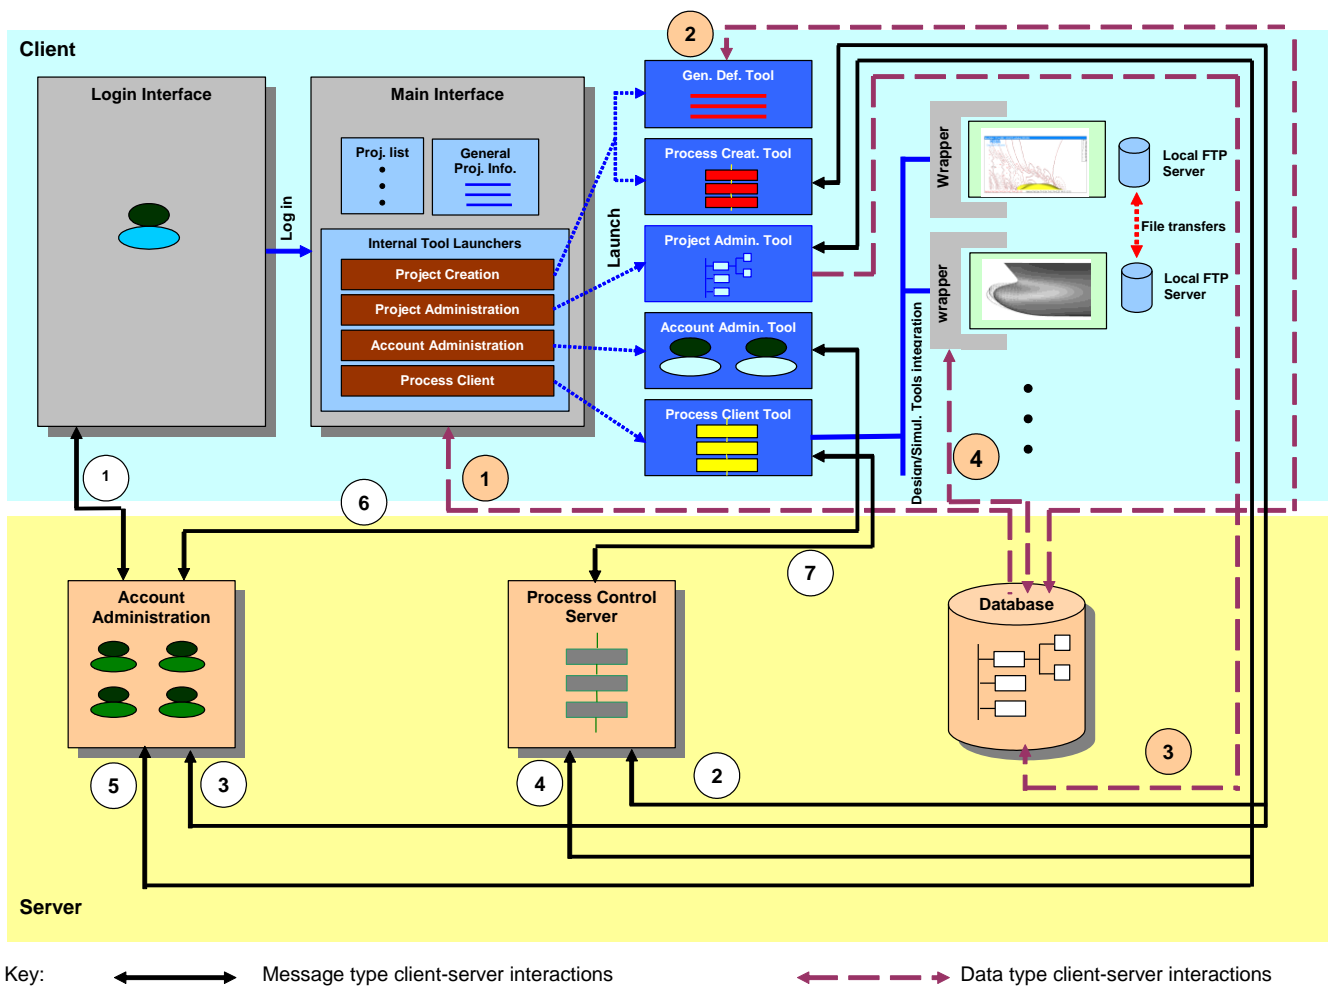 Client
Login Interface
Log in
Main Interface
Proj. list
General
Proj. Info.
Internal Tool Launchers
Project Creation
Project Administration
Account Administration
Process Client
Launch
2
Gen. Def. Tool
Process Creat. Tool
Project Admin. Tool
Account Admin. Tool
Process Client Tool
Design/Simul. Tools integration
Wrapper
wrapper
Local FTP
Server
File transfers
Local FTP
Server
1
6
1
4
7
Account
Administration
Process Control
Server
Database
5
3
4
2
3
Server
Key:
Message type client-server interactions
Data type client-server interactions